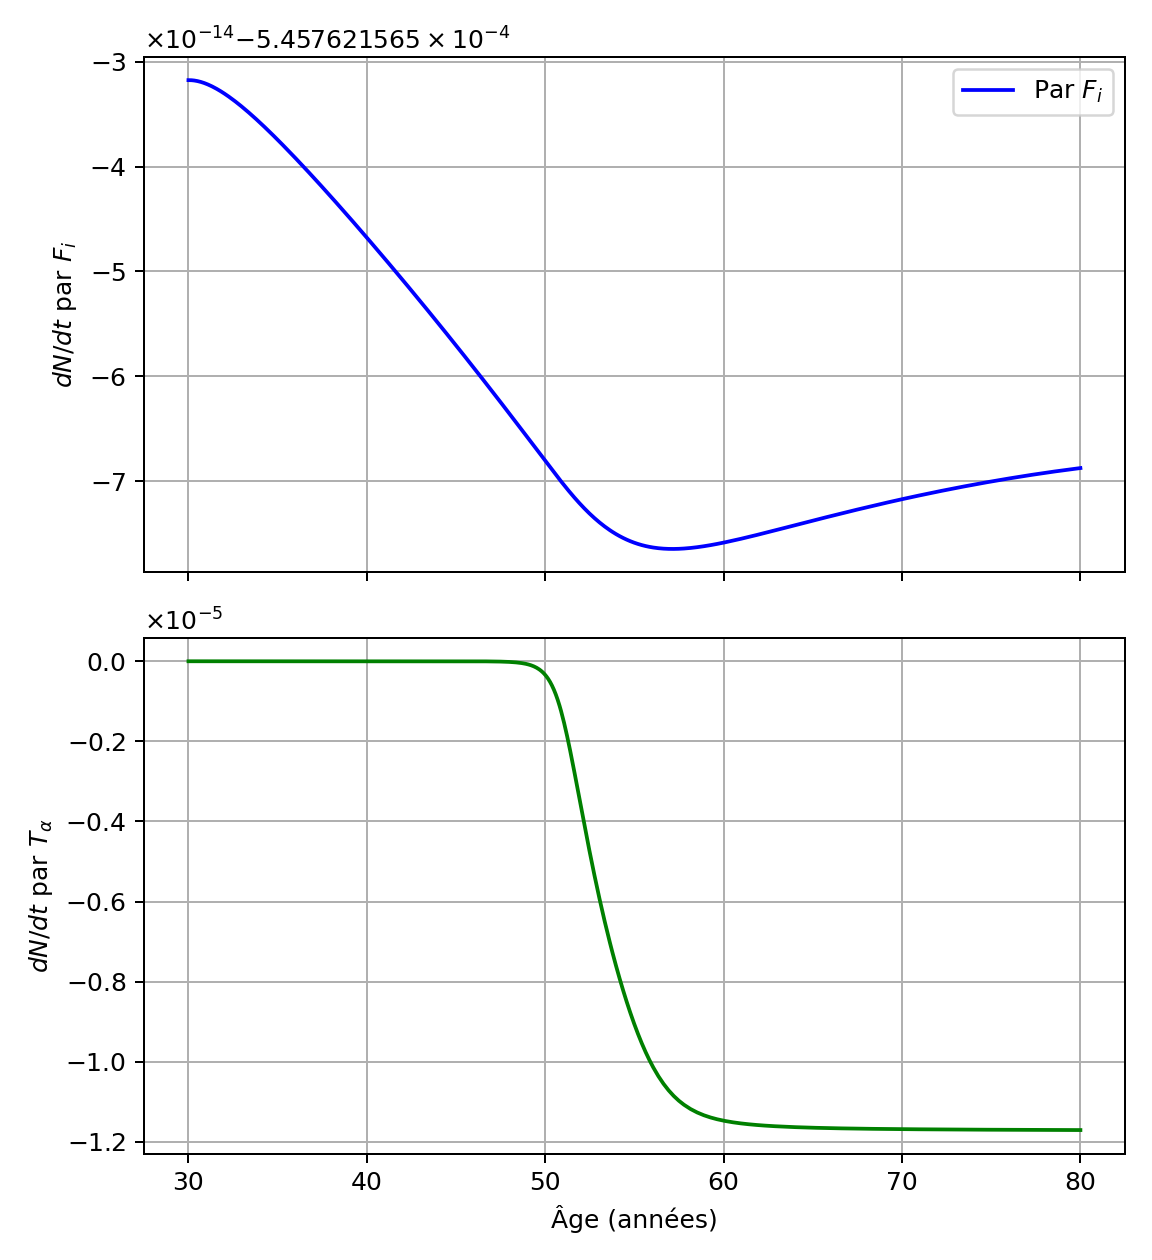 ×10⁻¹⁴−5.457621565 × 10⁻⁴
−3
−4
−5
−6
−7
dN/dt par Fᵢ
Par Fᵢ
×10⁻⁵
0.0
−0.2
−0.4
−0.6
−0.8
−1.0
−1.2
dN/dt par Tα
30 40 50 60 70 80
Âge (années)